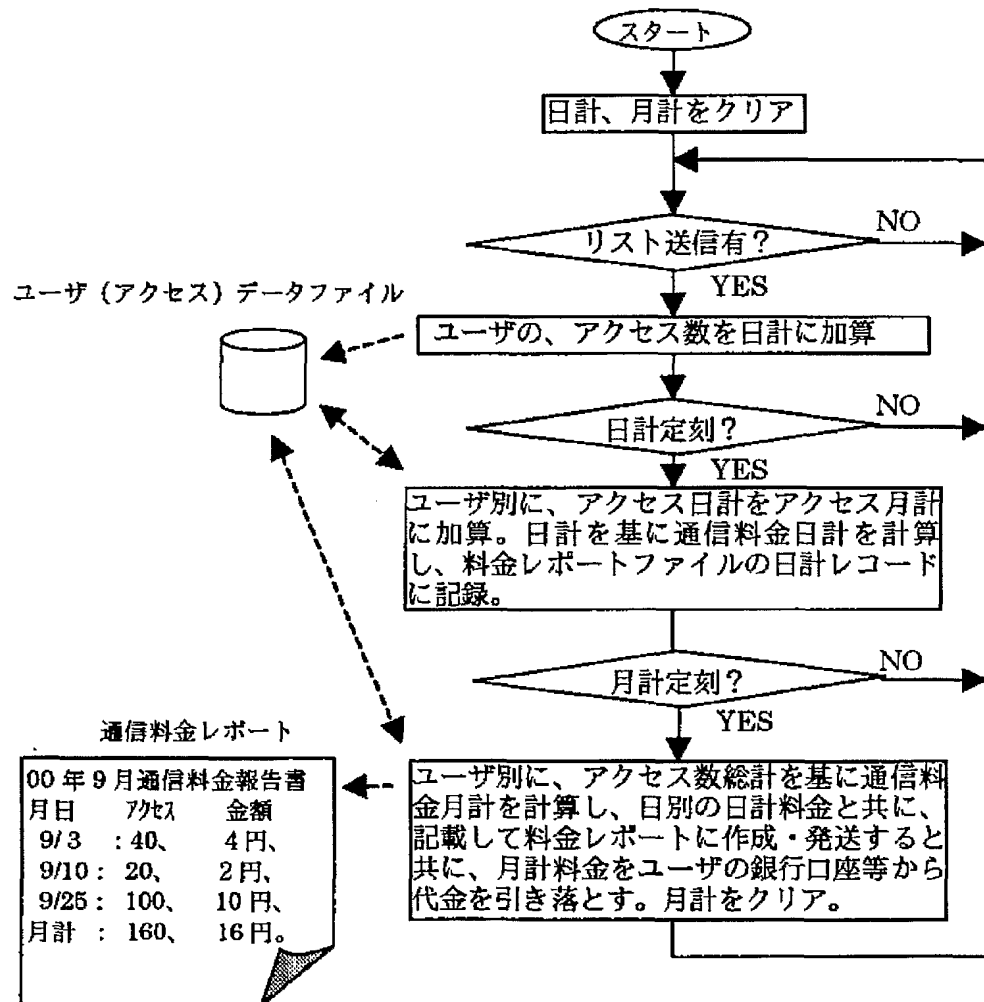 スタート
日計、月計をクリア
リスト送信有？
NO
YES
ユーザ（アクセス）データファイル
ユーザの、アクセス数を日計に加算
日計定刻？
NO
YES
ユーザ別に、アクセス日計をアクセス月計
に加算。日計を基に通信料金日計を計算
し、料金レポートファイルの日計レコード
に記録。
月計定刻？
NO
YES
通信料金レポート
00 年 9 月通信料金報告書
月日 ｱｸｾｽ 金額
9/ 3 : 40、 4 円、
9/10 : 20、 2 円、
9/25 : 100、 10 円、
月計 : 160、 16 円。
ユーザ別に、アクセス数総計を基に通信料
金月計を計算し、日別の日計料金と共に、
記載して料金レポートに作成・発送すると
共に、月計料金をユーザの銀行口座等から
代金を引き落とす。月計をクリア。